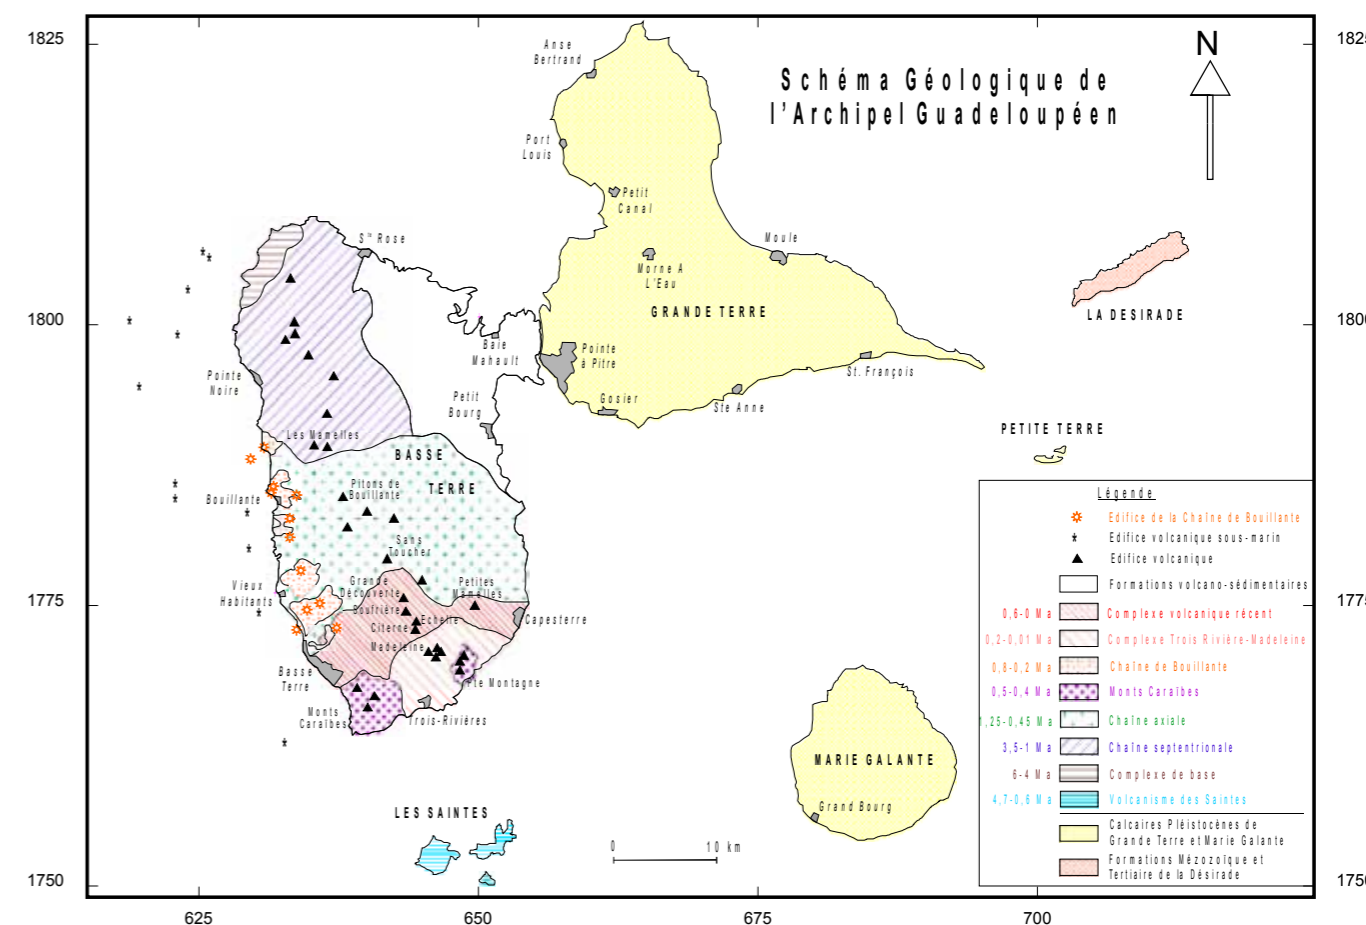 Schéma Géologique de
l'Archipel Guadeloupéen
N
1825
1825
1800
1800
1775
1775
1750
1750
625
650
675
700
Anse
Bertrand
Port
Louis
Petit
Canal
Morne A
L'Eau
Moule
GRANDE TERRE
Pointe
à Pitre
Gosier
Ste Anne
St. François
LA DESIRADE
PETITE TERRE
Ste Rose
Baie
Mahault
Petit
Bourg
Pointe
Noire
Les Mamelles
BASSE
TERRE
Bouillante
Pitons de
Bouillante
Sans
Toucher
Vieux
Habitants
Grande
Découverte
Petites
Mamelles
Soufrière
Echelle
Citerne
Capesterre
Madeleine
Basse
Terre
Pte Montagne
Monts
Caraïbes
Trois-Rivières
LES SAINTES
MARIE GALANTE
Grand Bourg
0 10 km
Légende
Edifice de la Chaîne de Bouillante
Edifice volcanique sous-marin
Edifice volcanique
Formations volcano-sédimentaires
0,6-0 Ma Complexe volcanique récent
0,2-0.01 Ma Complexe Trois Rivière-Madeleine
0,8-0,2 Ma Chaîne de Bouillante
0,5-0,4 Ma Monts Caraïbes
1,25-0,45 Ma Chaîne axiale
3,5-1 Ma Chaîne septentrionale
6-4 Ma Complexe de base
4,7-0,6 Ma Volcanisme des Saintes
Calcaires Pléistocènes de
Grande Terre et Marie Galante
Formations Mézozoïque et
Tertiaire de la Désirade